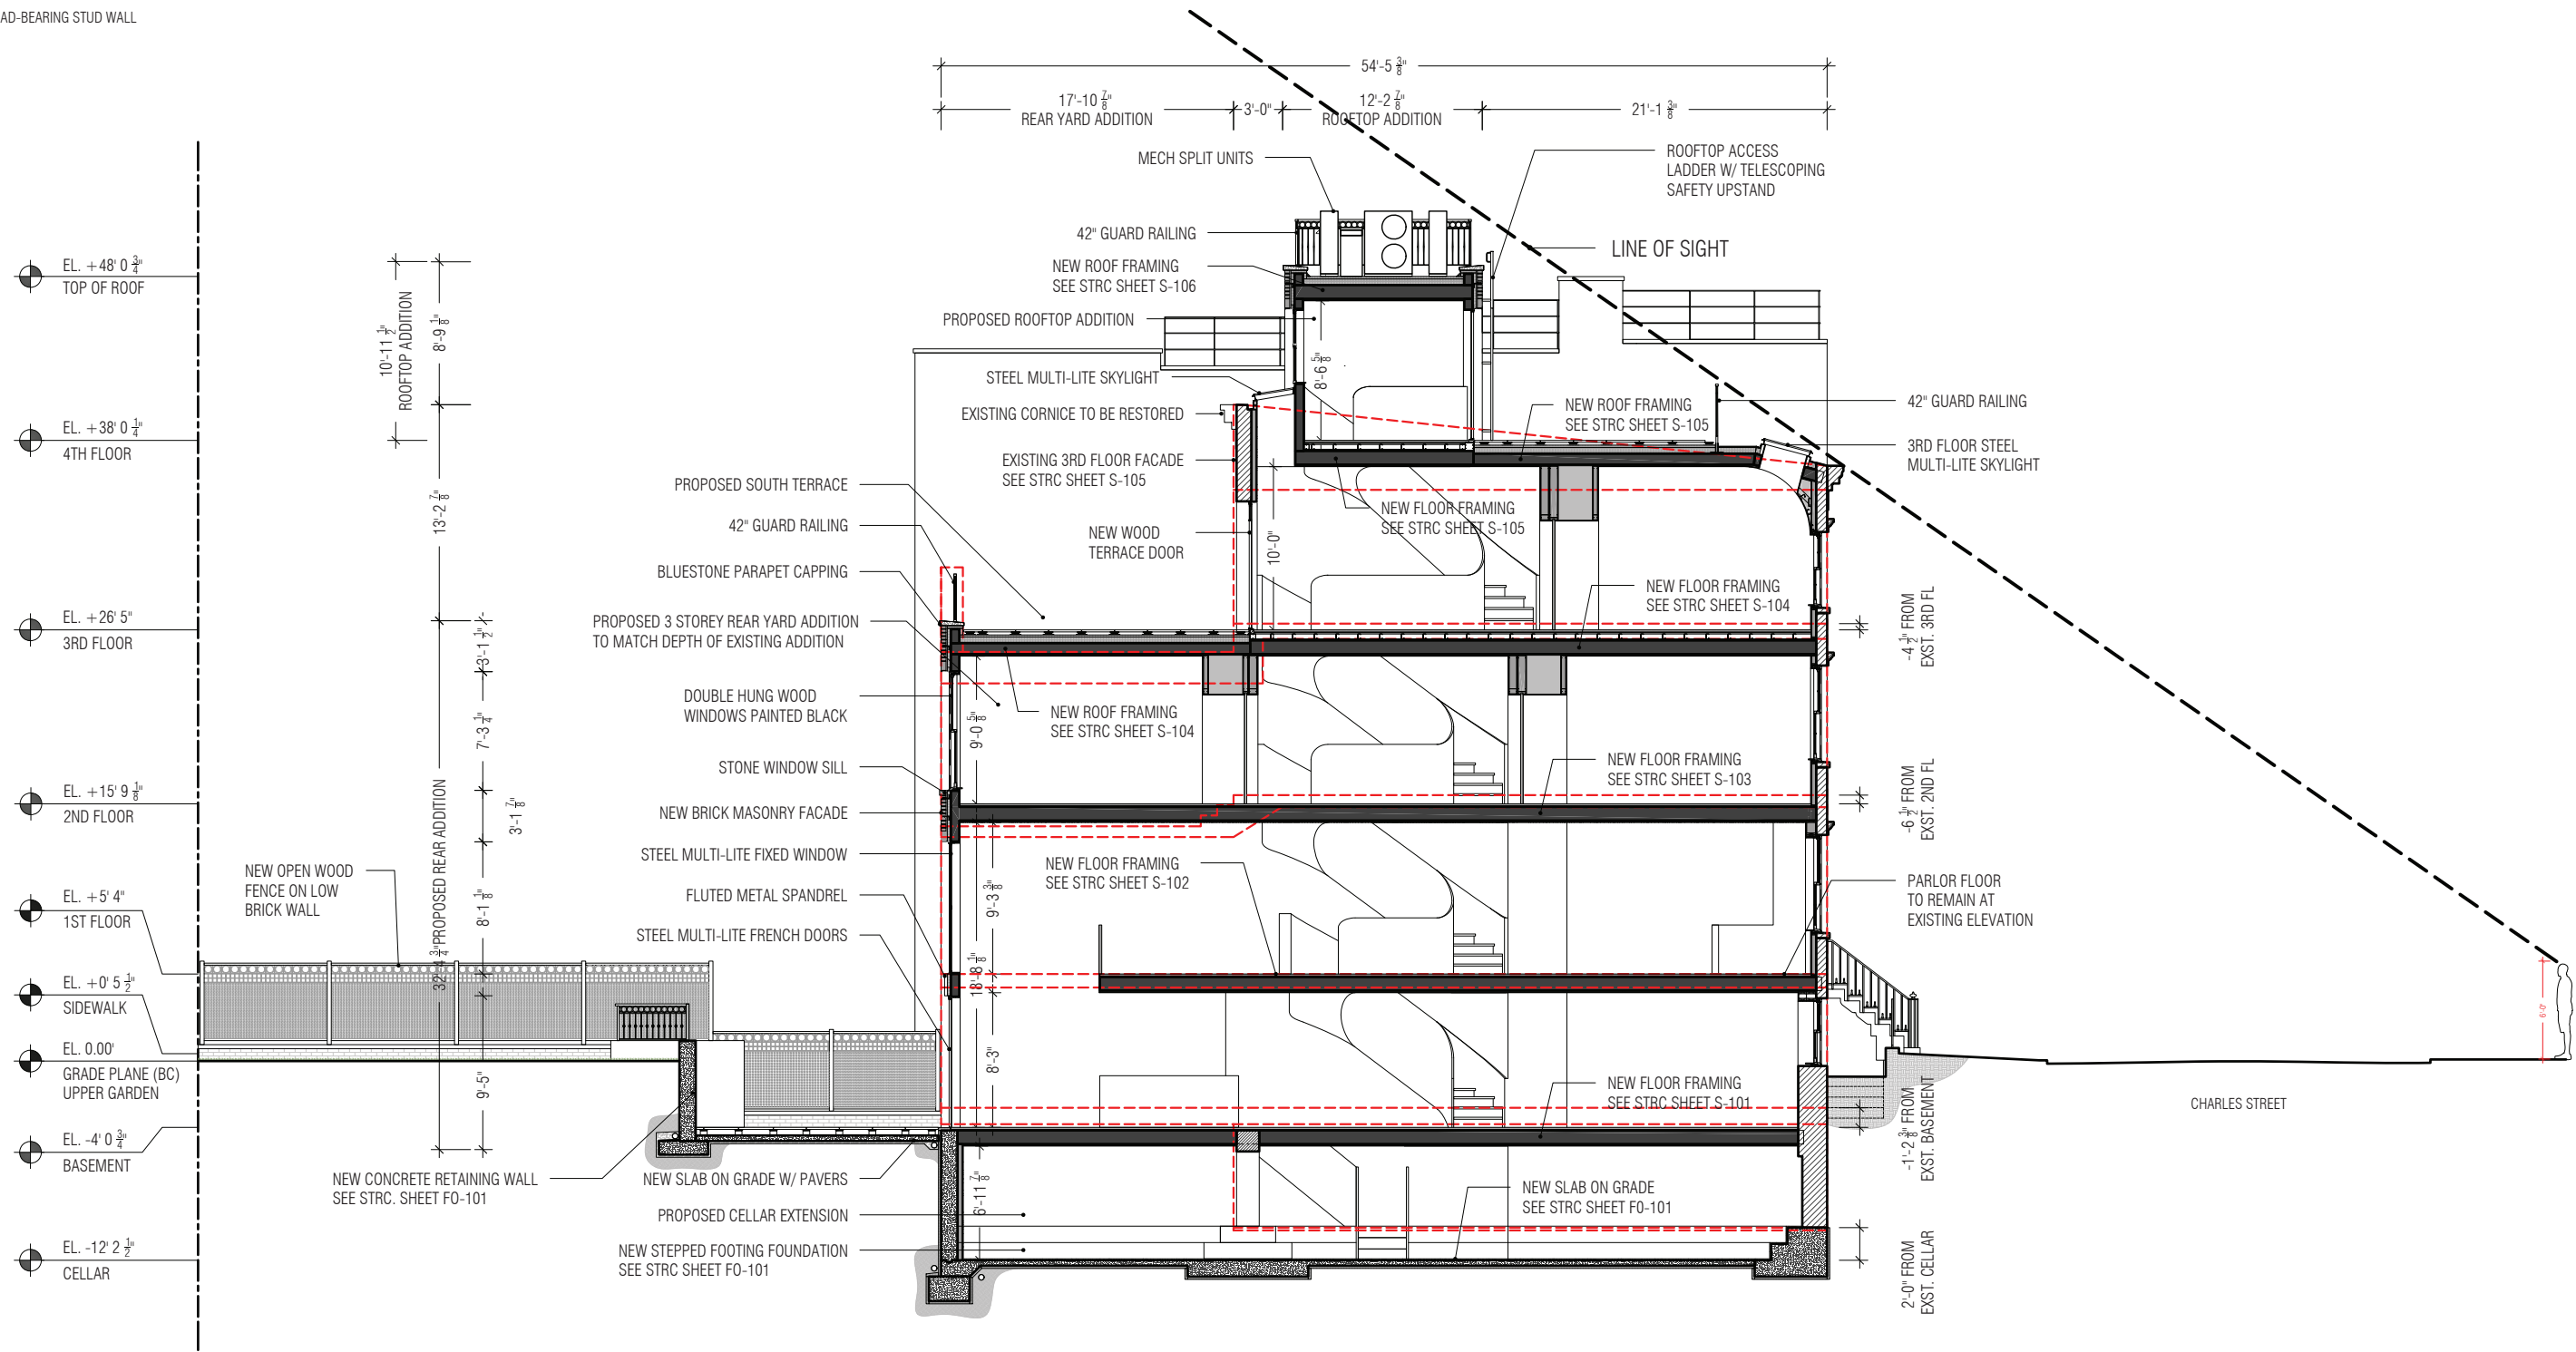 AD-BEARING STUD WALL
54'-5 3/8"
17'-10 7/8"
REAR YARD ADDITION
3'-0"
12'-2 7/8"
ROOFTOP ADDITION
21'-1 3/8"
MECH SPLIT UNITS
ROOFTOP ACCESS
LADDER W/ TELESCOPING
SAFETY UPSTAND
42" GUARD RAILING
LINE OF SIGHT
NEW ROOF FRAMING
SEE STRC SHEET S-106
PROPOSED ROOFTOP ADDITION
8'-6 5/8"
STEEL MULTI-LITE SKYLIGHT
EXISTING CORNICE TO BE RESTORED
NEW ROOF FRAMING
SEE STRC SHEET S-105
42" GUARD RAILING
3RD FLOOR STEEL
MULTI-LITE SKYLIGHT
EXISTING 3RD FLOOR FACADE
SEE STRC SHEET S-105
PROPOSED SOUTH TERRACE
42" GUARD RAILING
NEW FLOOR FRAMING
SEE STRC SHEET S-105
NEW WOOD
TERRACE DOOR
10'-0"
BLUESTONE PARAPET CAPPING
NEW FLOOR FRAMING
SEE STRC SHEET S-104
PROPOSED 3 STOREY REAR YARD ADDITION
TO MATCH DEPTH OF EXISTING ADDITION
-4 1/2" FROM
EXST. 3RD FL
DOUBLE HUNG WOOD
WINDOWS PAINTED BLACK
9'-0 5/8"
NEW ROOF FRAMING
SEE STRC SHEET S-104
STONE WINDOW SILL
NEW FLOOR FRAMING
SEE STRC SHEET S-103
-6 1/2" FROM
EXST. 2ND FL
NEW BRICK MASONRY FACADE
STEEL MULTI-LITE FIXED WINDOW
NEW FLOOR FRAMING
SEE STRC SHEET S-102
9'-3 3/8"
FLUTED METAL SPANDREL
PARLOR FLOOR
TO REMAIN AT
EXISTING ELEVATION
STEEL MULTI-LITE FRENCH DOORS
18'-8 1/8"
8'-3"
NEW FLOOR FRAMING
SEE STRC SHEET S-101
6'-0"
CHARLES STREET
-1'-2 3/8" FROM
EXST. BASEMENT
NEW CONCRETE RETAINING WALL
SEE STRC. SHEET FO-101
NEW SLAB ON GRADE W/ PAVERS
6'-11 7/8"
NEW SLAB ON GRADE
SEE STRC SHEET FO-101
PROPOSED CELLAR EXTENSION
NEW STEPPED FOOTING FOUNDATION
SEE STRC SHEET FO-101
2'-0" FROM
EXST. CELLAR
EL. +48' 0 3/4"
TOP OF ROOF
EL. +38' 0 1/4"
4TH FLOOR
EL. +26' 5"
3RD FLOOR
EL. +15' 9 1/8"
2ND FLOOR
EL. +5' 4"
1ST FLOOR
EL. +0' 5 1/2"
SIDEWALK
EL. 0.00'
GRADE PLANE (BC)
UPPER GARDEN
EL. -4' 0 3/4"
BASEMENT
EL. -12' 2 1/2"
CELLAR
10'-11 1/2"
ROOFTOP ADDITION
8'-9 1/8"
13'-2 7/8"
32'-4 3/4" PROPOSED REAR ADDITION
3'-1 1/2"
7'-3 1/4"
3'-1 7/8"
8'-1 1/8"
9'-5"
NEW OPEN WOOD
FENCE ON LOW
BRICK WALL